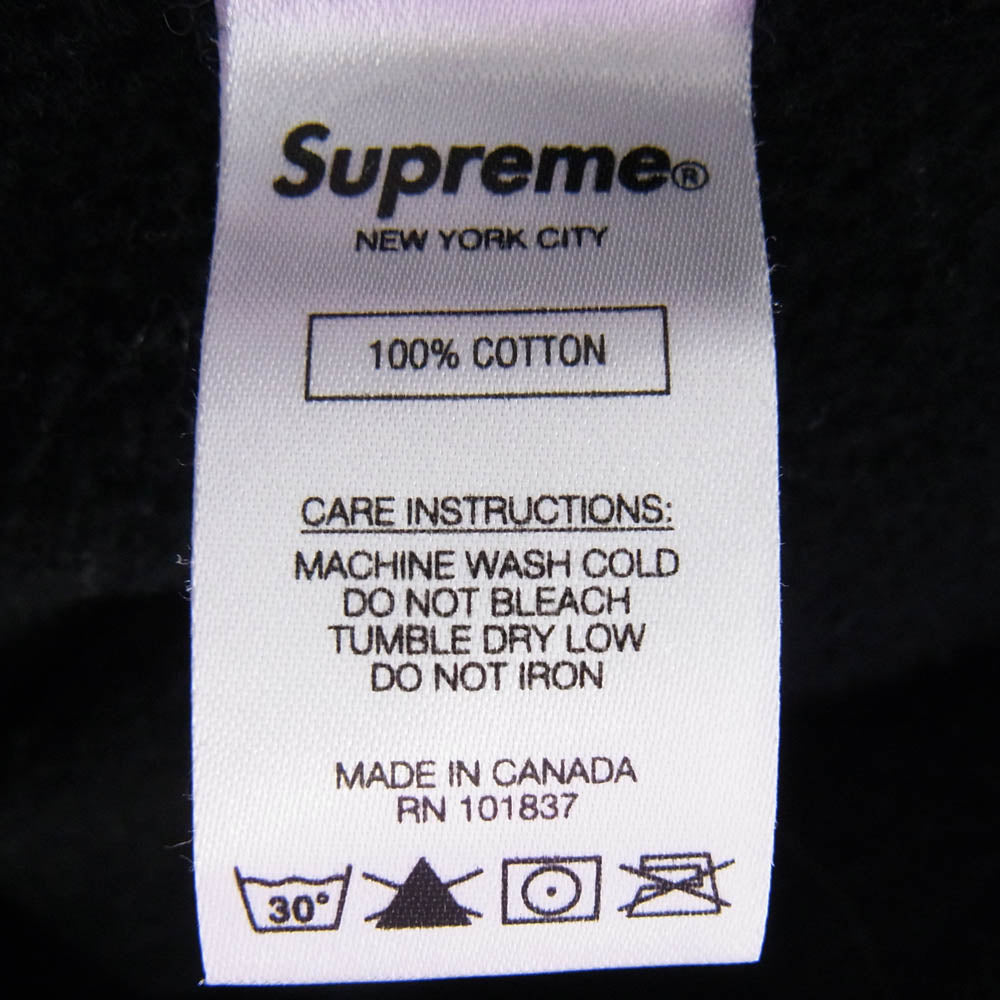 Supreme®
NEW YORK CITY
100% COTTON
CARE INSTRUCTIONS:
MACHINE WASH COLD
DO NOT BLEACH
TUMBLE DRY LOW
DO NOT IRON
MADE IN CANADA
RN 101837
30°